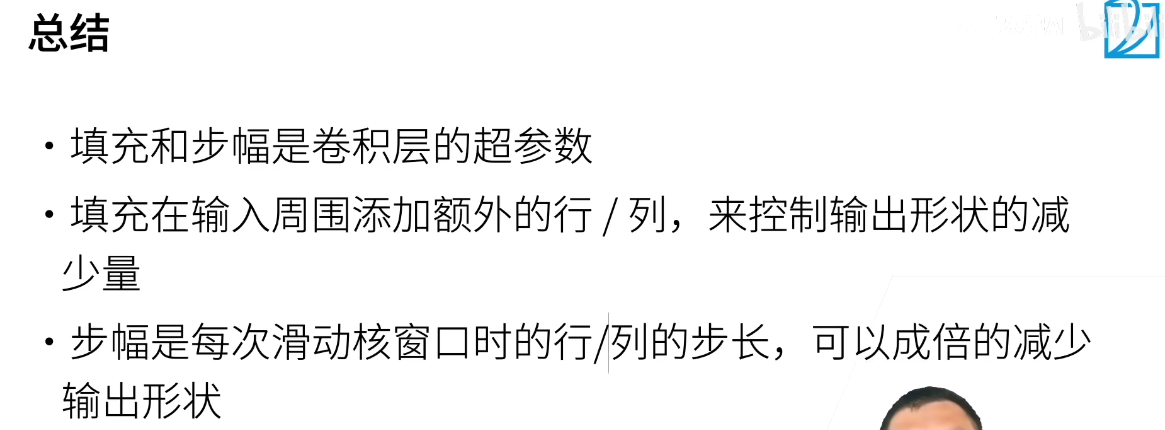 总结
・填充和步幅是卷积层的超参数
・填充在输入周围添加额外的行 / 列，来控制输出形状的减
少量
・步幅是每次滑动核窗口时的行/列的步长，可以成倍的减少
输出形状